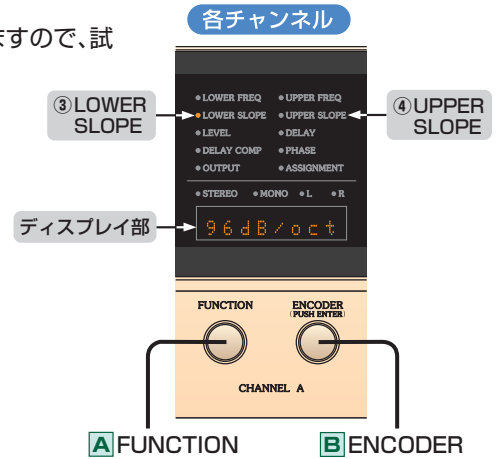 ますので、試
各チャンネル
③LOWER SLOPE
④UPPER SLOPE
LOWER FREQ
UPPER FREQ
LOWER SLOPE
UPPER SLOPE
LEVEL
DELAY
DELAY COMP
PHASE
OUTPUT
ASSIGNMENT
STEREO MONO L R
ディスプレイ部
96dB/oct
FUNCTION
ENCODER
(PUSH ENTER)
CHANNEL A
A FUNCTION
B ENCODER